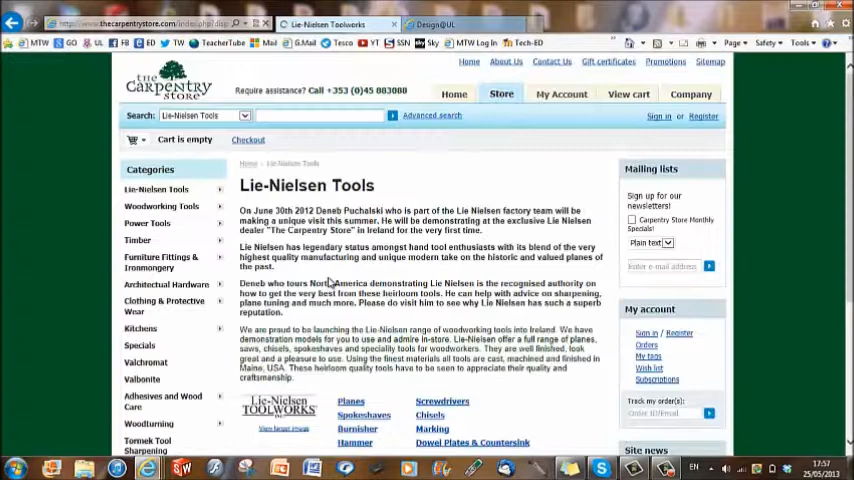 http://www.thecarpentrystore.com/index.php?disp
Lie-Nielsen Toolworks
Design@UL
MTW GO UL FB ED TW TeacherTube G.Mail Tesco YT SSN sky Sky MTW Log In Tech-ED
Page Safety Tools
Home About Us Contact Us Gift certificates Promotions Sitemap
THE CARPENTRY STORE
Require assistance? Call +353 (0)45 883088
Home Store My Account View cart Company
Search: Lie-Nielsen Tools Advanced search
Sign in or Register
Cart is empty Checkout
Categories
Lie-Nielsen Tools
Woodworking Tools
Power Tools
Timber
Furniture Fittings &
Ironmongery
Architectural Hardware
Clothing & Protective
Wear
Kitchens
Specials
Valchromat
Valbonite
Adhesives and Wood
Care
Woodturning
Tormek Tool
Sharpening
Home Lie-Nielsen Tools
Lie-Nielsen Tools
On June 30th 2012 Deneb Puchalski who is part of the Lie Nielsen factory team will be
making a unique visit this summer. He will be demonstrating at the exclusive Lie Nielsen
dealer "The Carpentry Store" in Ireland for the very first time.
Lie Nielsen has legendary status amongst hand tool enthusiasts with its blend of the very
highest quality manufacturing and unique modern take on the historic and valued planes of
the past.
Deneb who tours North America demonstrating Lie Nielsen is the recognised authority on
how to get the very best from these heirloom tools. He can help with advice on sharpening,
plane tuning and much more. Please do visit him to see why Lie Nielsen has such a superb
reputation.
We are proud to be launching the Lie-Nielsen range of woodworking tools into Ireland. We have
demonstration models for you to use and admire in-store. Lie-Nielsen offer a full range of planes,
saws, chisels, spokeshaves and speciality tools for woodworkers. They are well finished, look
great and a pleasure to use. Using the finest materials all tools are cast, machined and finished in
Maine, USA. These heirloom quality tools have to be seen to appreciate their quality and
craftsmanship.
LIE-NIELSEN
TOOLWORKS
View larger image
Planes Screwdrivers
Spokeshaves Chisels
Burnisher Marking
Hammer Dowel Plates & Countersink
Mailing lists
Sign up for our
newsletters!
Carpentry Store Monthly
Specials
Plain text
Enter e-mail address
My account
Sign in / Register
Orders
My tags
Wish list
Subscriptions
Track my order(s):
Order ID/Email
Site news
EN
17:57
25/05/2013